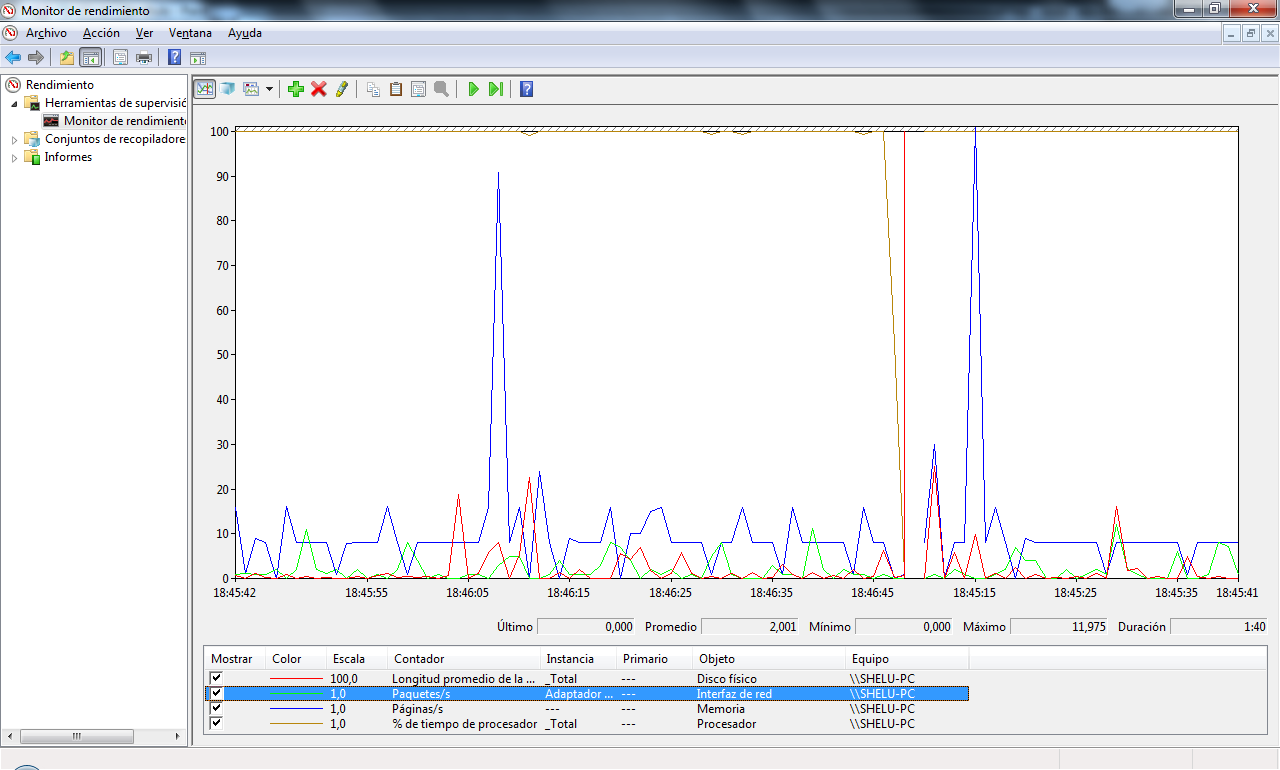 Monitor de rendimiento
Archivo Acción Ver Ventana Ayuda
Rendimiento
Herramientas de supervisió
Monitor de rendimient
Conjuntos de recopiladore
Informes
100
90
80
70
60
50
40
30
20
10
0
18:45:42 18:45:55 18:46:05 18:46:15 18:46:25 18:46:35 18:46:45 18:45:15 18:45:25 18:45:35 18:45:41
Último 0,000 Promedio 2,001 Mínimo 0,000 Máximo 11,975 Duración 1:40
Mostrar Color Escala Contador Instancia Primario Objeto Equipo
100,0 Longitud promedio de la ... _Total --- Disco físico \\SHELU-PC
1,0 Paquetes/s Adaptador ... --- Interfaz de red \\SHELU-PC
1,0 Páginas/s --- --- Memoria \\SHELU-PC
1,0 % de tiempo de procesador _Total --- Procesador \\SHELU-PC